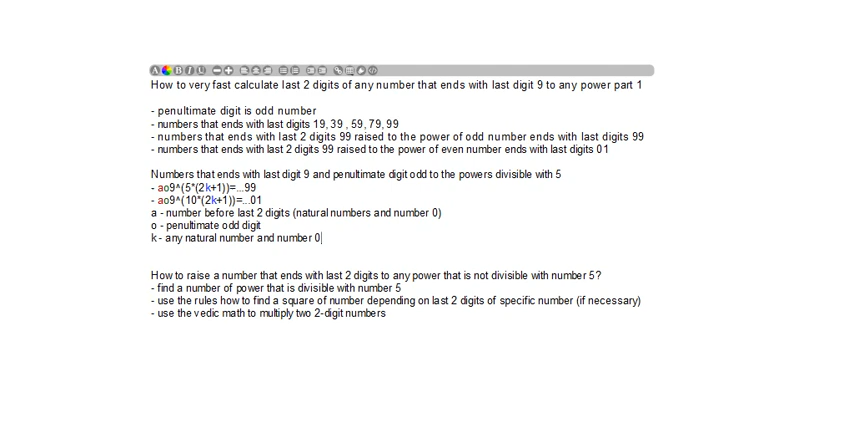 How to very fast calculate last 2 digits of any number that ends with last digit 9 to any power part 1
- penultimate digit is odd number
- numbers that ends with last digits 19, 39 , 59, 79, 99
- numbers that ends with last 2 digits 99 raised to the power of odd number ends with last digits 99
- numbers that ends with last 2 digits 99 raised to the power of even number ends with last digits 01
Numbers that ends with last digit 9 and penultimate digit odd to the powers divisible with 5
- ao9^(5*(2k+1))=...99
- ao9^(10*(2k+1))=...01
a - number before last 2 digits (natural numbers and number 0)
o - penultimate odd digit
k - any natural number and number 0
How to raise a number that ends with last 2 digits to any power that is not divisible with number 5?
- find a number of power that is divisible with number 5
- use the rules how to find a square of number depending on last 2 digits of specific number (if necessary)
- use the vedic math to multiply two 2-digit numbers